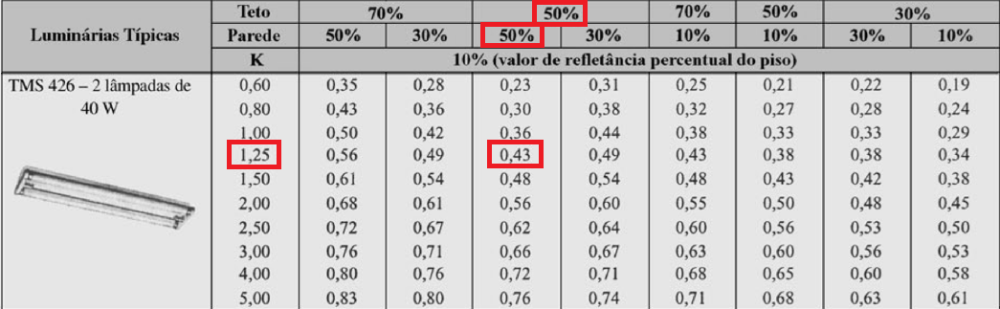 Luminárias Típicas Teto 70% 50% 70% 50% 30%
Parede 50% 30% 50% 30% 10% 10% 30% 10%
K 10% (valor de refletância percentual do piso)
TMS 426 – 2 lâmpadas de 0,60 0,35 0,28 0,23 0,31 0,25 0,21 0,22 0,19
40 W 0,80 0,43 0,36 0,30 0,38 0,32 0,27 0,28 0,24
1,00 0,50 0,42 0,36 0,44 0,38 0,33 0,33 0,29
1,25 0,56 0,49 0,43 0,49 0,43 0,38 0,38 0,34
1,50 0,61 0,54 0,48 0,54 0,48 0,43 0,42 0,38
2,00 0,68 0,61 0,56 0,60 0,55 0,50 0,48 0,45
2,50 0,72 0,67 0,62 0,64 0,60 0,56 0,53 0,50
3,00 0,76 0,71 0,66 0,67 0,63 0,60 0,56 0,53
4,00 0,80 0,76 0,72 0,71 0,68 0,65 0,60 0,58
5,00 0,83 0,80 0,76 0,74 0,71 0,68 0,63 0,61